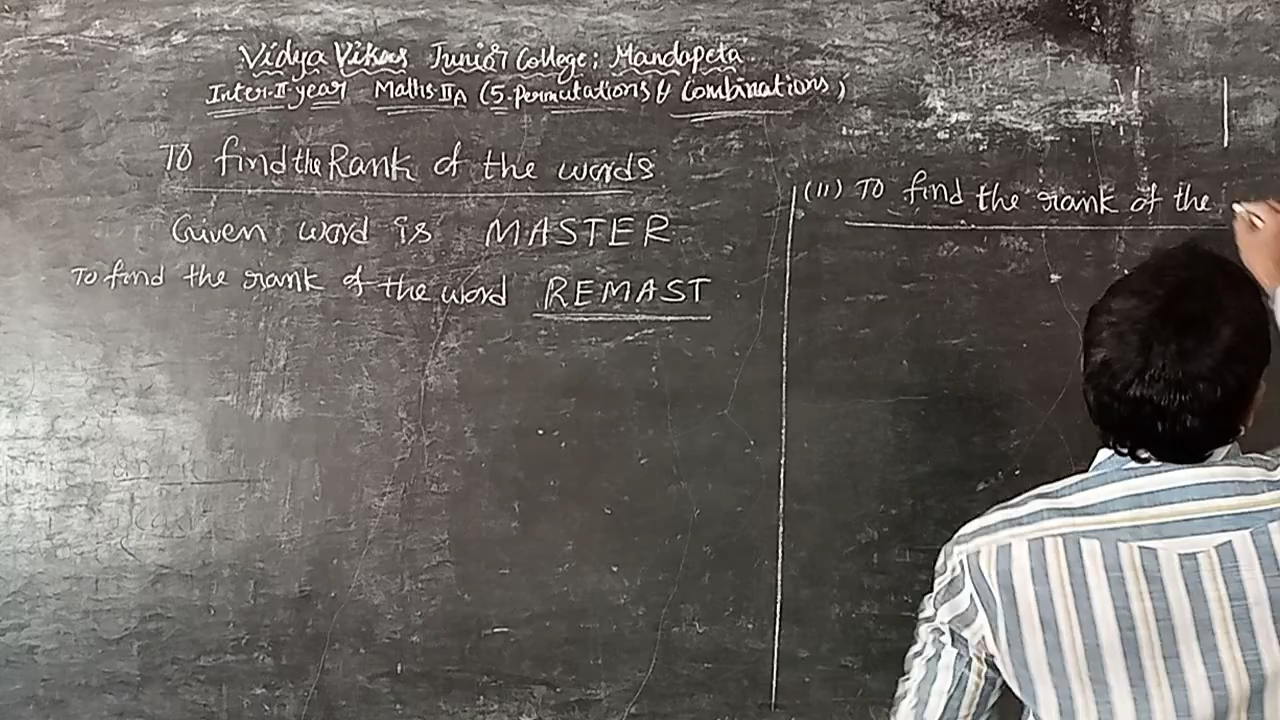 Vidya Vikas Junior College; Mandapeta
Inter-II-year Maths IIA (5. Permutations & Combinations)
To find the Rank of the words
Given word is MASTER
To find the rank of the word REMAST
(11) To find the rank of the